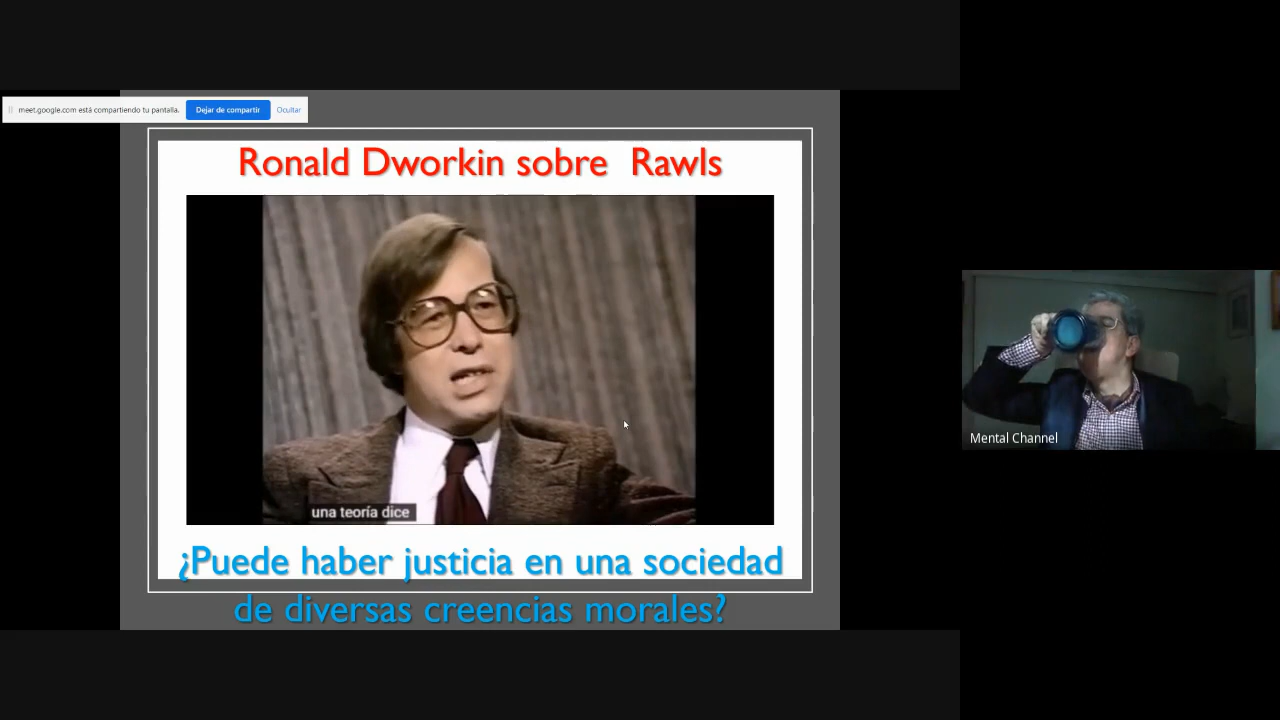 meet.google.com está compartiendo tu pantalla. Dejar de compartir Ocultar
Ronald Dworkin sobre Rawls
una teoría dice
¿Puede haber justicia en una sociedad
de diversas creencias morales?
Mental Channel